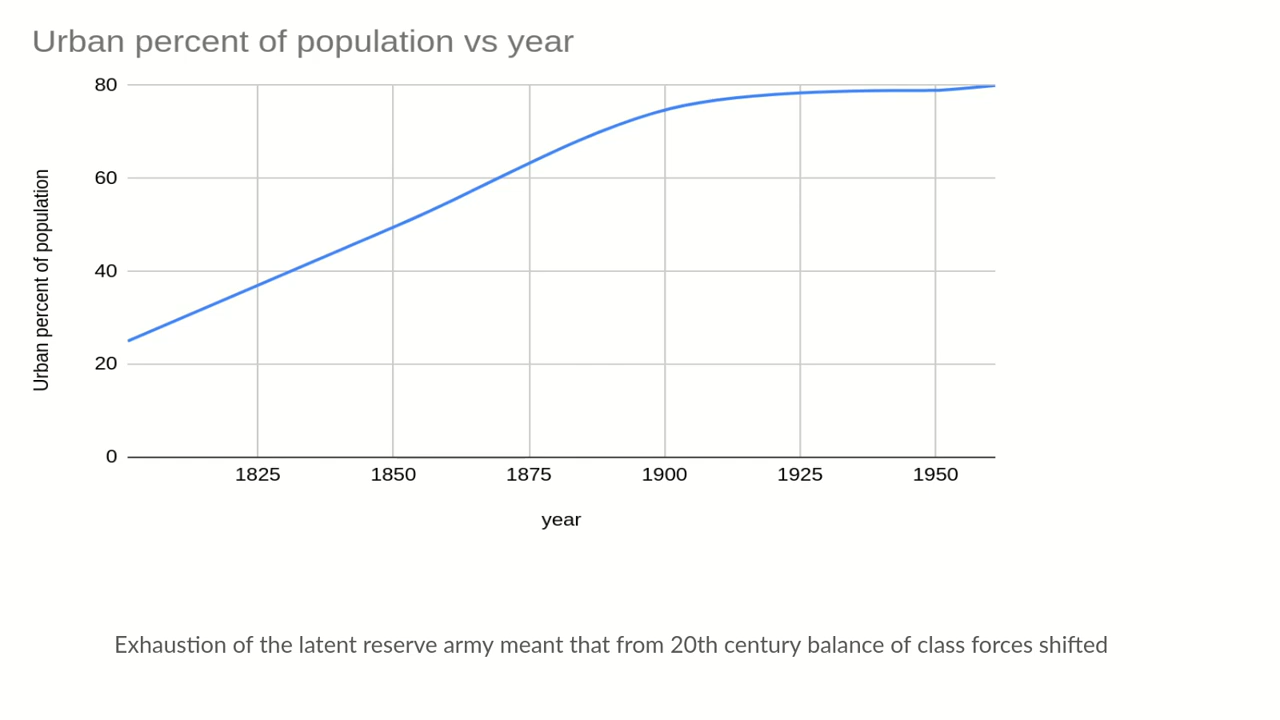 Urban percent of population vs year
80
60
40
20
0
Urban percent of population
1825 1850 1875 1900 1925 1950
year
Exhaustion of the latent reserve army meant that from 20th century balance of class forces shifted